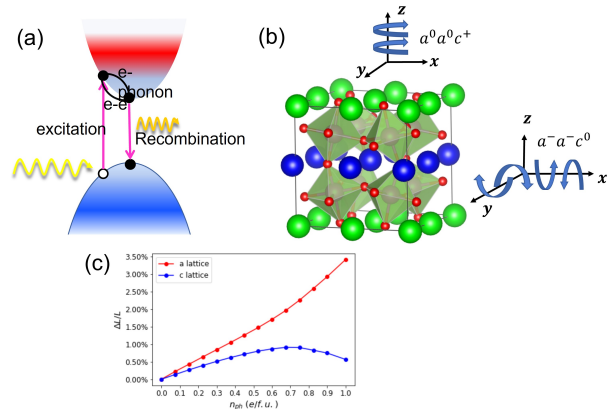 (a)
e-
phonon
e-e
excitation
Recombination
(b)
z
a⁰a⁰c⁺
y
x
z
a⁻a⁻c⁰
x
y
(c)
3.50%
3.00%
2.50%
2.00%
1.50%
1.00%
0.50%
0.00%
ΔL/L
a lattice
c lattice
0.0 0.1 0.2 0.3 0.4 0.5 0.6 0.7 0.8 0.9 1.0
n_ph (e/f.u.)